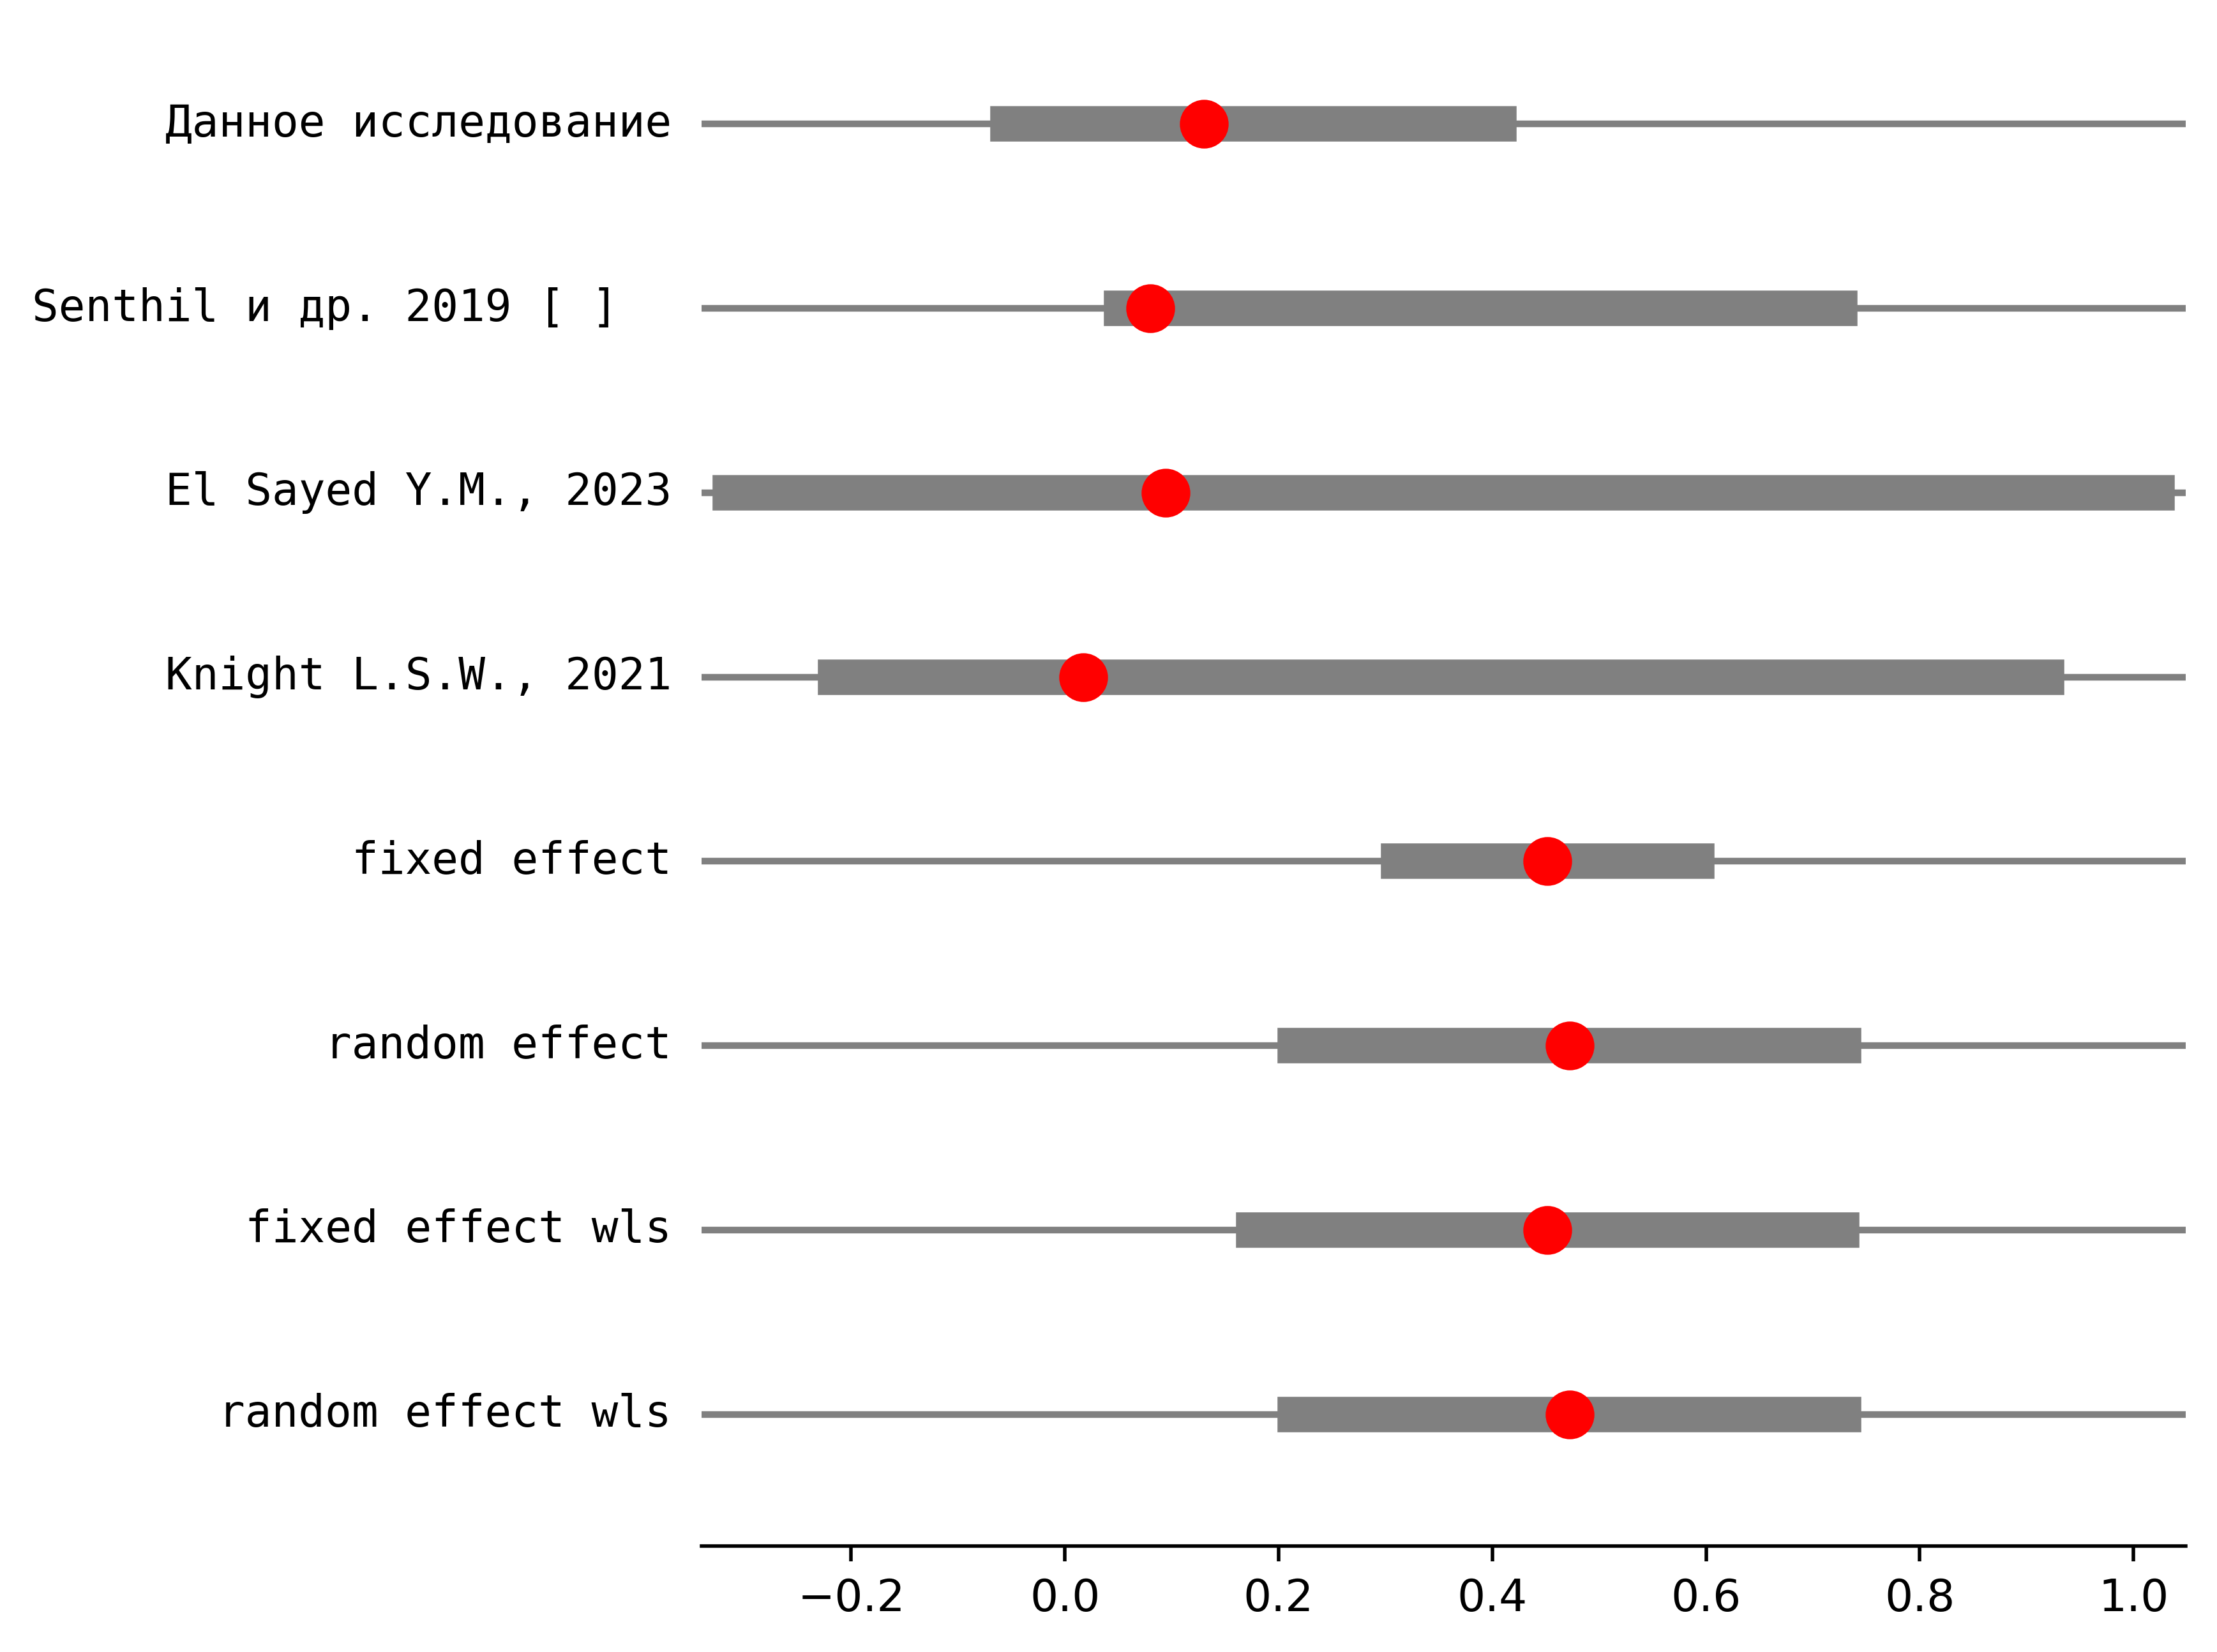 Данное исследование
Senthil и др. 2019 [ ]
El Sayed Y.M., 2023
Knight L.S.W., 2021
fixed effect
random effect
fixed effect wls
random effect wls
−0.2 0.0 0.2 0.4 0.6 0.8 1.0